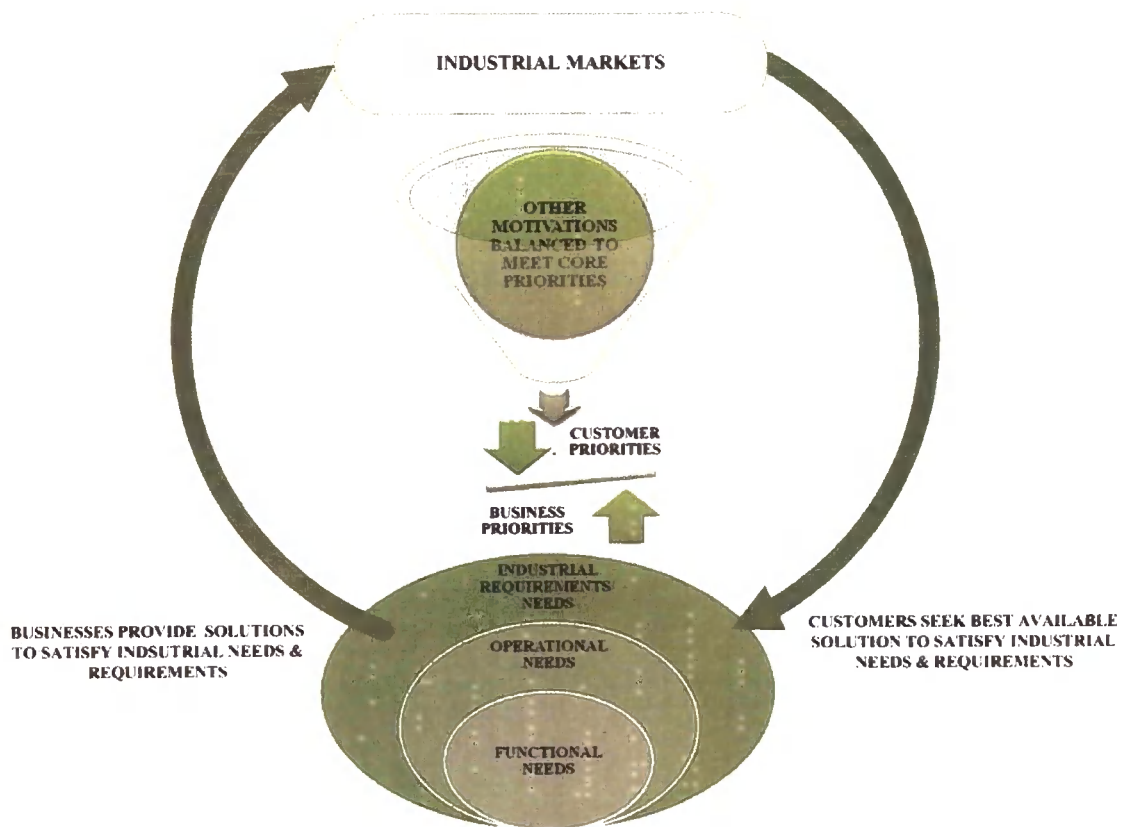 INDUSTRIAL MARKETS
OTHER
MOTIVATIONS
BALANCED TO
MEET CORE
PRIORITIES
CUSTOMER
PRIORITIES
BUSINESS
PRIORITIES
INDUSTRIAL
REQUIREMENTS/
NEEDS
OPERATIONAL
NEEDS
FUNCTIONAL
NEEDS
BUSINESSES PROVIDE SOLUTIONS
TO SATISFY INDSUTRIAL NEEDS &
REQUIREMENTS
CUSTOMERS SEEK BEST AVAILABLE
SOLUTION TO SATISFY INDUSTRIAL
NEEDS & REQUIREMENTS